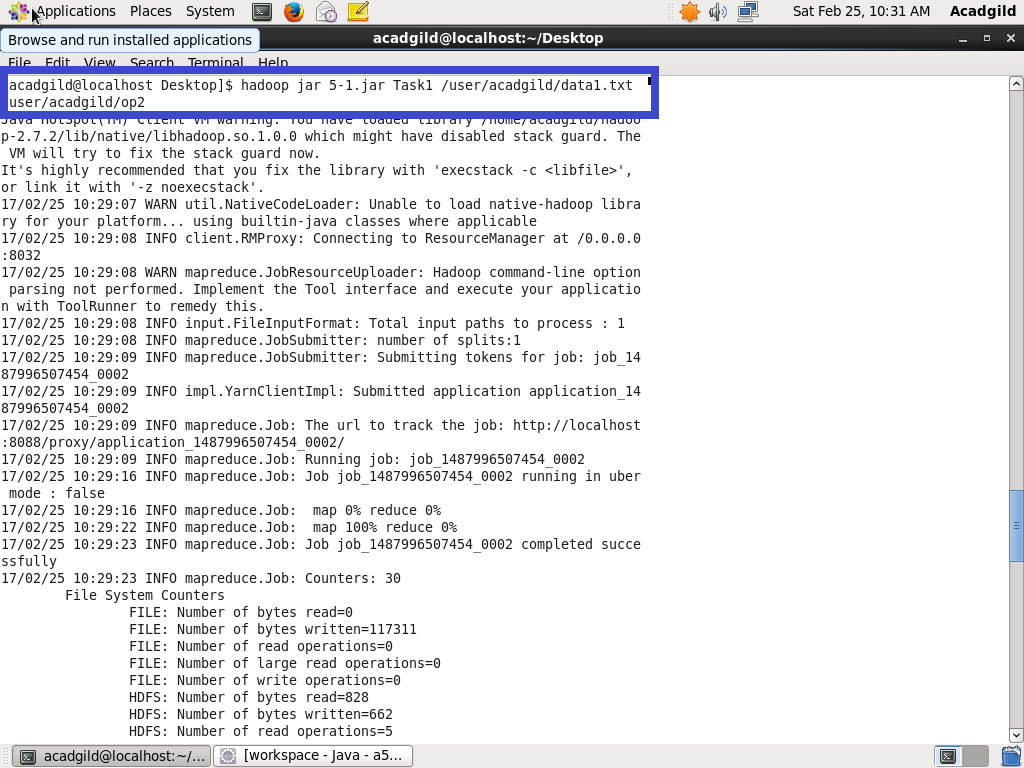 Applications Places System
Sat Feb 25, 10:31 AM Acadgild
Browse and run installed applications
acadgild@localhost:~/Desktop
File Edit View Search Terminal Help
acadgild@localhost Desktop]$ hadoop jar 5-1.jar Task1 /user/acadgild/data1.txt
user/acadgild/op2
Java HotSpot(TM) Client VM warning: You have loaded library /home/acadgild/hadoo
p-2.7.2/lib/native/libhadoop.so.1.0.0 which might have disabled stack guard. The
VM will try to fix the stack guard now.
It's highly recommended that you fix the library with 'execstack -c <libfile>',
or link it with '-z noexecstack'.
17/02/25 10:29:07 WARN util.NativeCodeLoader: Unable to load native-hadoop libra
ry for your platform... using builtin-java classes where applicable
17/02/25 10:29:08 INFO client.RMProxy: Connecting to ResourceManager at /0.0.0.0
:8032
17/02/25 10:29:08 WARN mapreduce.JobResourceUploader: Hadoop command-line option
parsing not performed. Implement the Tool interface and execute your applicatio
n with ToolRunner to remedy this.
17/02/25 10:29:08 INFO input.FileInputFormat: Total input paths to process : 1
17/02/25 10:29:08 INFO mapreduce.JobSubmitter: number of splits:1
17/02/25 10:29:09 INFO mapreduce.JobSubmitter: Submitting tokens for job: job_14
87996507454_0002
17/02/25 10:29:09 INFO impl.YarnClientImpl: Submitted application application_14
87996507454_0002
17/02/25 10:29:09 INFO mapreduce.Job: The url to track the job: http://localhost
:8088/proxy/application_1487996507454_0002/
17/02/25 10:29:09 INFO mapreduce.Job: Running job: job_1487996507454_0002
17/02/25 10:29:16 INFO mapreduce.Job: Job job_1487996507454_0002 running in uber
mode : false
17/02/25 10:29:16 INFO mapreduce.Job:  map 0% reduce 0%
17/02/25 10:29:22 INFO mapreduce.Job:  map 100% reduce 0%
17/02/25 10:29:23 INFO mapreduce.Job: Job job_1487996507454_0002 completed succe
ssfully
17/02/25 10:29:23 INFO mapreduce.Job: Counters: 30
File System Counters
FILE: Number of bytes read=0
FILE: Number of bytes written=117311
FILE: Number of read operations=0
FILE: Number of large read operations=0
FILE: Number of write operations=0
HDFS: Number of bytes read=828
HDFS: Number of bytes written=662
HDFS: Number of read operations=5
acadgild@localhost:~/...
[workspace - Java - a5...